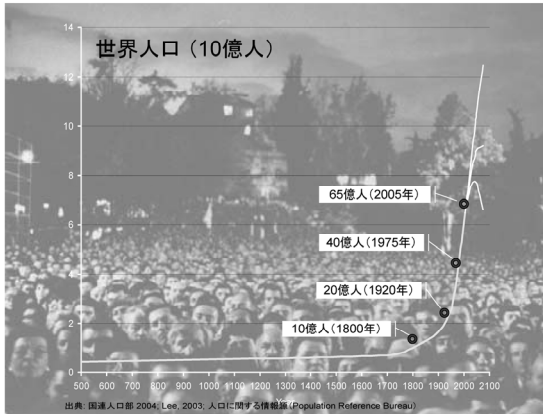 14
世界人口（10億人）
12
10
8
65億人（2005年）
6
40億人（1975年）
4
20億人（1920年）
2
10億人（1800年）
0
500 600 700 800 900 1000 1100 1200 1300 1400 1500 1600 1700 1800 1900 2000 2100
出典: 国連人口部 2004; Lee, 2003; 人口に関する情報源（Population Reference Bureau）